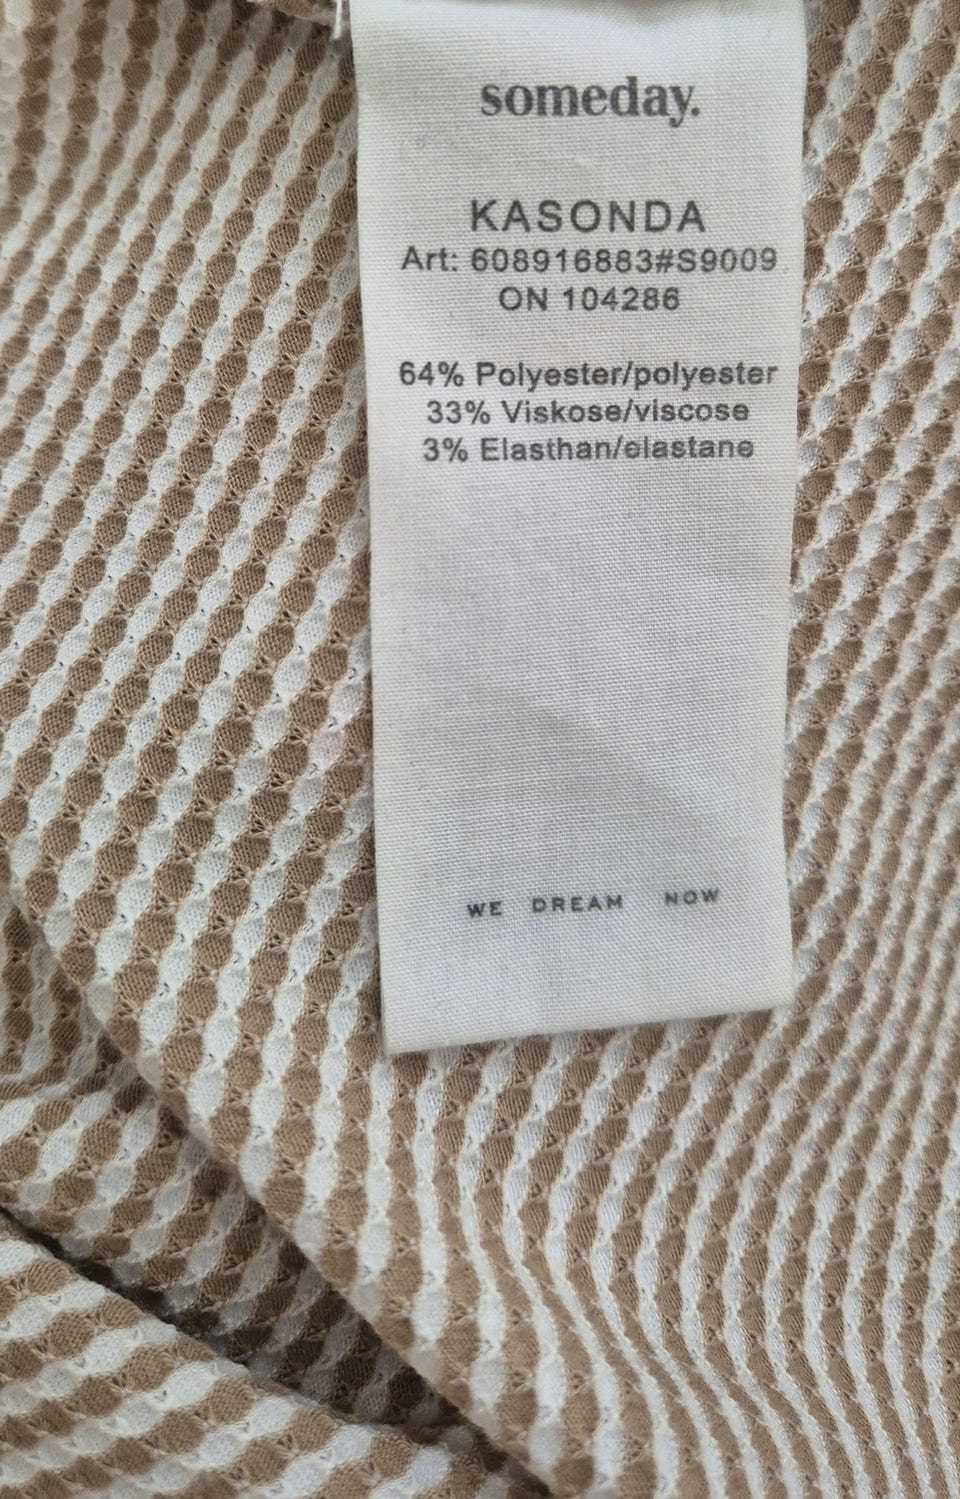 someday.
KASONDA
Art: 608916883#S9009
ON 104286
64% Polyester/polyester
33% Viskose/viscose
3% Elasthan/elastane
WE DREAM NOW